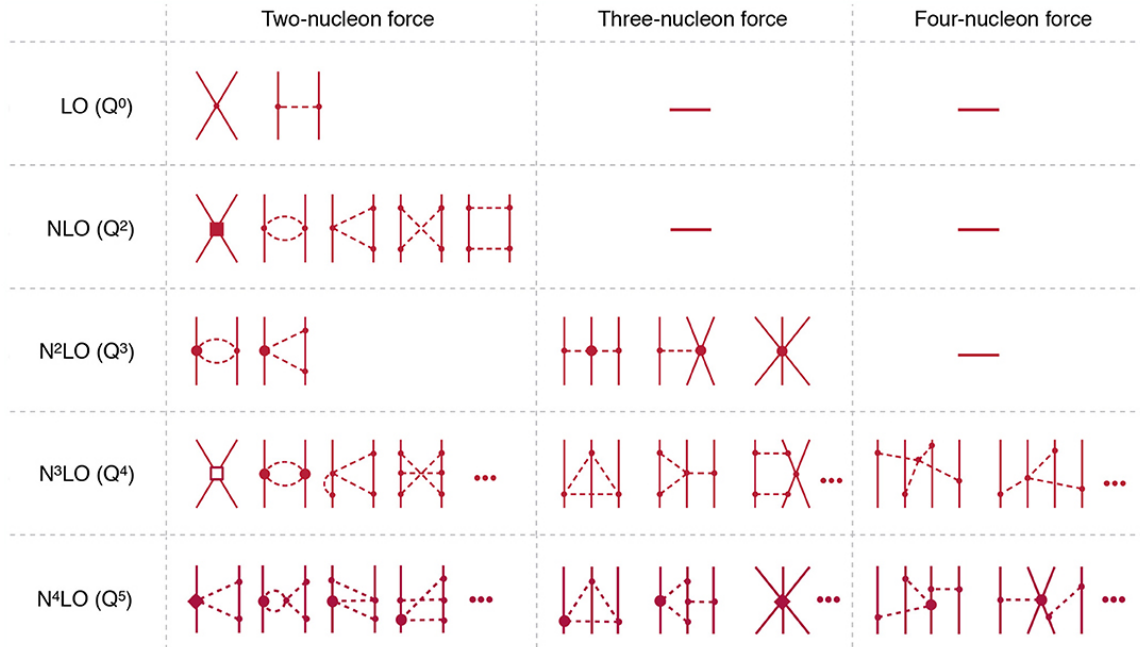 Two-nucleon force Three-nucleon force Four-nucleon force
LO (Q⁰)
NLO (Q²)
N²LO (Q³)
N³LO (Q⁴)
N⁴LO (Q⁵)